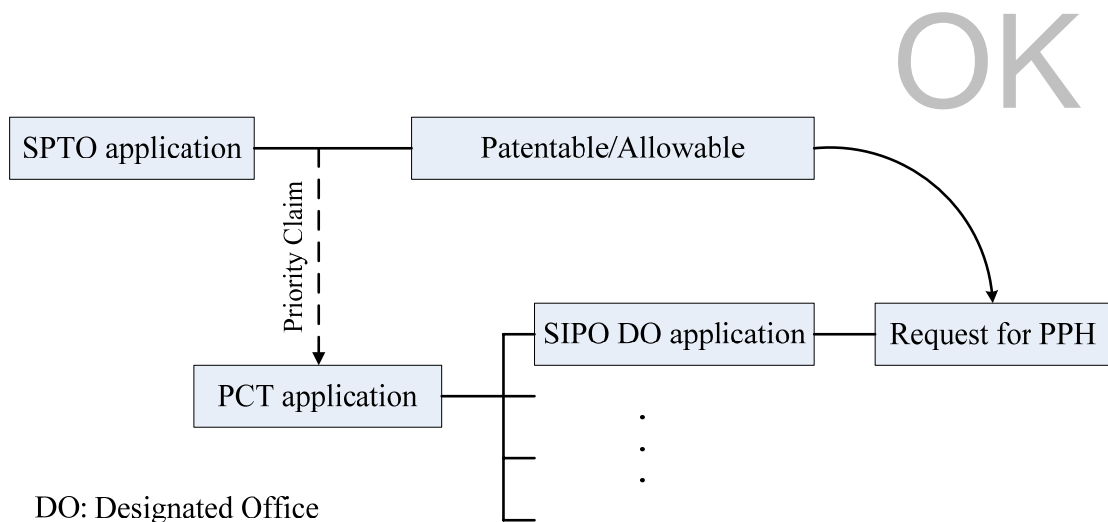 OK
SPTO application
Patentable/Allowable
Priority Claim
SIPO DO application
Request for PPH
PCT application
DO: Designated Office